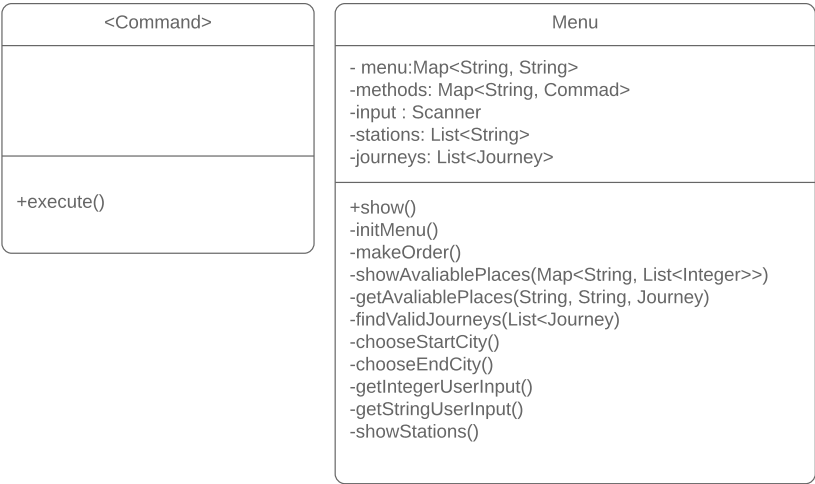 <Command>
+execute()
Menu
- menu:Map<String, String>
-methods: Map<String, Commad>
-input : Scanner
-stations: List<String>
-journeys: List<Journey>
+show()
-initMenu()
-makeOrder()
-showAvaliablePlaces(Map<String, List<Integer>>)
-getAvaliablePlaces(String, String, Journey)
-findValidJourneys(List<Journey)
-chooseStartCity()
-chooseEndCity()
-getIntegerUserInput()
-getStringUserInput()
-showStations()